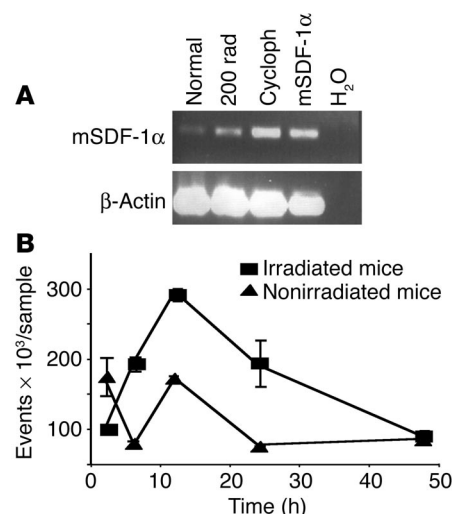 A
Normal
200 rad
Cycloph
mSDF-1α
H₂O
mSDF-1α
β-Actin
B
Irradiated mice
Nonirradiated mice
Events × 10³/sample
300
200
100
0 10 20 30 40 50
Time (h)